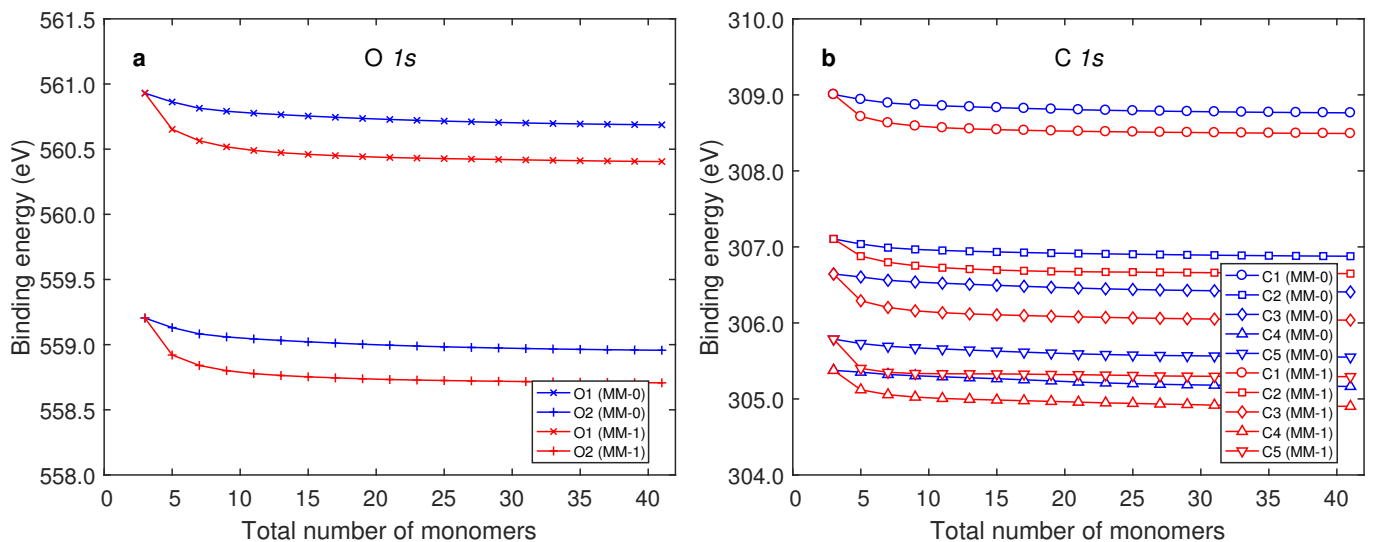 a
O 1s
Binding energy (eV)
561.5
561.0
560.5
560.0
559.5
559.0
558.5
558.0
0
5
10
15
20
25
30
35
40
Total number of monomers
O1 (MM-0)
O2 (MM-0)
O1 (MM-1)
O2 (MM-1)
b
C 1s
Binding energy (eV)
310.0
309.0
308.0
307.0
306.0
305.0
304.0
0
5
10
15
20
25
30
35
40
Total number of monomers
C1 (MM-0)
C2 (MM-0)
C3 (MM-0)
C4 (MM-0)
C5 (MM-0)
C1 (MM-1)
C2 (MM-1)
C3 (MM-1)
C4 (MM-1)
C5 (MM-1)